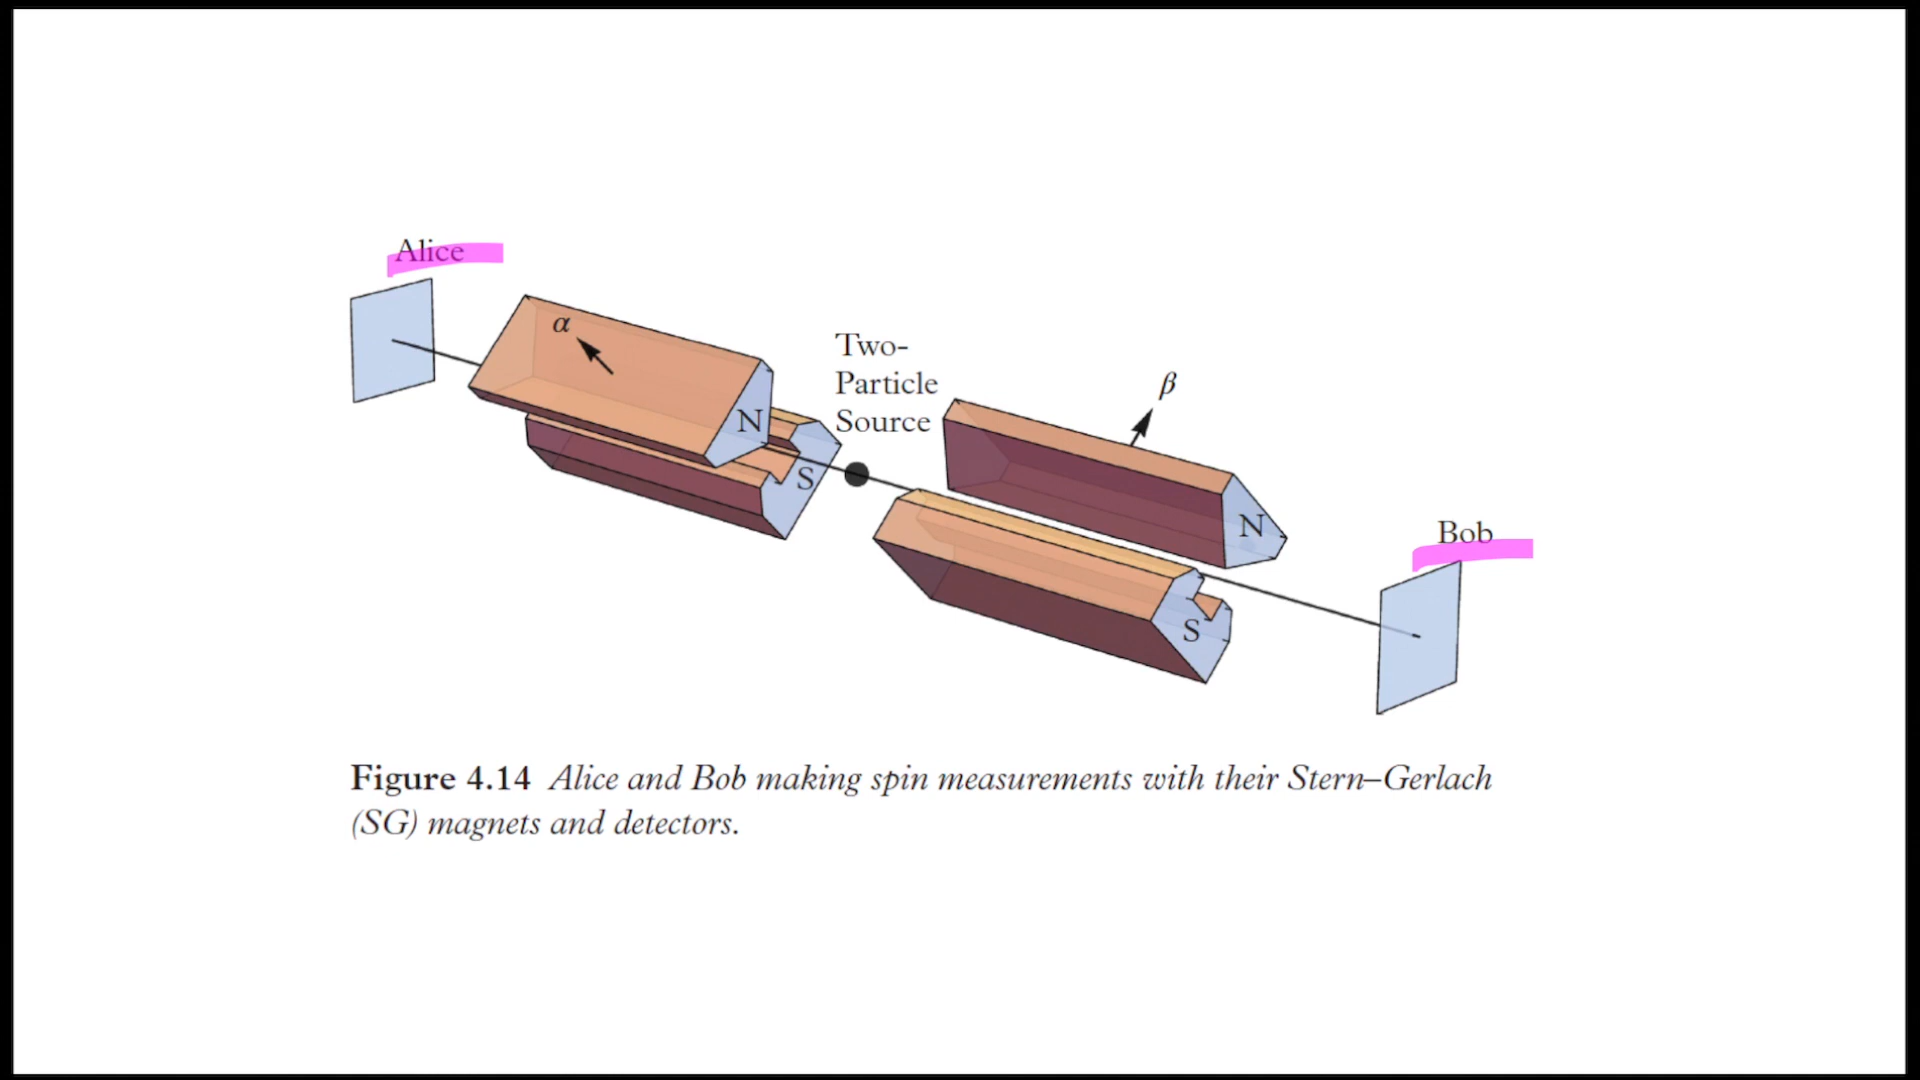 Alice
α
Two-
Particle
Source
β
N
S
N
S
Bob
Figure 4.14 Alice and Bob making spin measurements with their Stern–Gerlach
(SG) magnets and detectors.